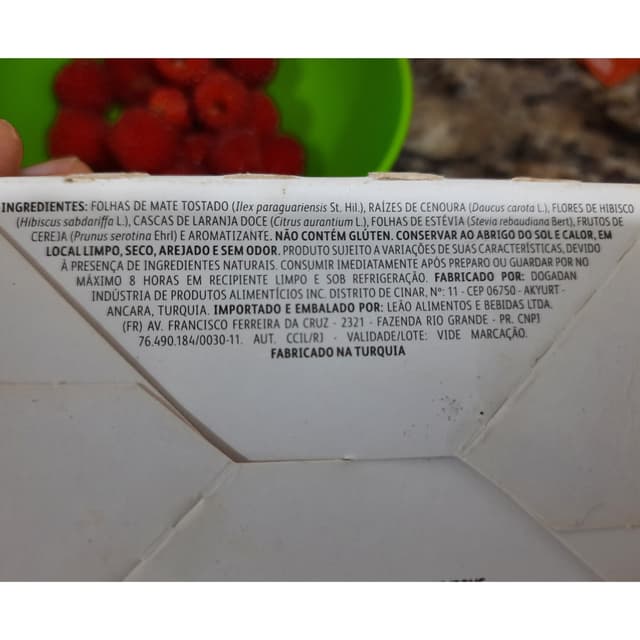 INGREDIENTES: FOLHAS DE MATE TOSTADO (Ilex paraguariensis St. Hil.), RAÍZES DE CENOURA (Daucus carota L.), FLORES DE HIBISCO
(Hibiscus sabdariffa L.), CASCAS DE LARANJA DOCE (Citrus aurantium L.), FOLHAS DE ESTÉVIA (Stevia rebaudiana Bert), FRUTOS DE
CEREJA (Prunus serotina Ehrl) E AROMATIZANTE. NÃO CONTÉM GLÚTEN. CONSERVAR AO ABRIGO DO SOL E CALOR, EM
LOCAL LIMPO, SECO, AREJADO E SEM ODOR. PRODUTO SUJEITO A VARIAÇÕES DE SUAS CARACTERÍSTICAS, DEVIDO
À PRESENÇA DE INGREDIENTES NATURAIS. CONSUMIR IMEDIATAMENTE APÓS PREPARO OU GUARDAR POR NO
MÁXIMO 8 HORAS EM RECIPIENTE LIMPO E SOB REFRIGERAÇÃO. FABRICADO POR: DOGADAN
INDÚSTRIA DE PRODUTOS ALIMENTÍCIOS INC. DISTRITO DE CINAR, Nº: 11 - CEP 06750 - AKYURT -
ANCARA, TURQUIA. IMPORTADO E EMBALADO POR: LEÃO ALIMENTOS E BEBIDAS LTDA.
(FR) AV. FRANCISCO FERREIRA DA CRUZ - 2321 - FAZENDA RIO GRANDE - PR. CNPJ
76.490.184/0030-11. AUT. CCIL/RJ - VALIDADE/LOTE: VIDE MARCAÇÃO.
FABRICADO NA TURQUIA